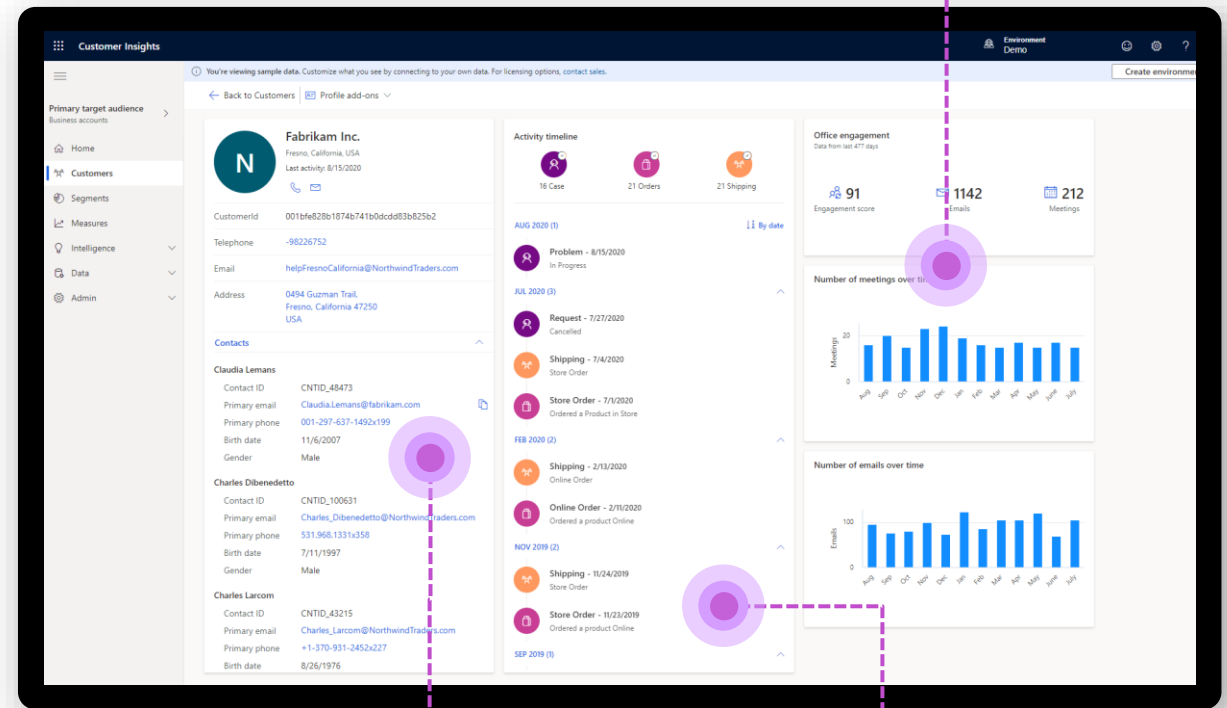 Customer Insights
Environment
Demo
?
You're viewing sample data. Customize what you see by connecting to your own data. For licensing options, contact sales.
Create environme
Back to Customers
Profile add-ons
Primary target audience
Business accounts
Home
Customers
Segments
Measures
Intelligence
Data
Admin
N
Fabrikam Inc.
Fresno, California, USA
Last activity: 8/15/2020
CustomerId 001bfe828b1874b741b0dcdd83b825b2
Telephone -98226752
Email helpFresnoCalifornia@NorthwindTraders.com
Address 0494 Guzman Trail,
Fresno, California 47250
USA
Contacts
Claudia Lemans
Contact ID CNTID_48473
Primary email Claudia.Lemans@fabrikam.com
Primary phone 001-297-637-1492x199
Birth date 11/6/2007
Gender Male
Charles Dibenedetto
Contact ID CNTID_100631
Primary email Charles_Dibenedetto@NorthwindTraders.com
Primary phone 531.968.1331x358
Birth date 7/11/1997
Gender Male
Charles Larcom
Contact ID CNTID_43215
Primary email Charles_Larcom@NorthwindTraders.com
Primary phone +1-370-931-2452x227
Birth date 8/26/1976
Activity timeline
16 Case
21 Orders
21 Shipping
AUG 2020 (1)
By date
Problem - 8/15/2020
In Progress
JUL 2020 (3)
Request - 7/27/2020
Cancelled
Shipping - 7/4/2020
Store Order
Store Order - 7/1/2020
Ordered a Product in Store
FEB 2020 (2)
Shipping - 2/13/2020
Online Order
Online Order - 2/11/2020
Ordered a product Online
NOV 2019 (2)
Shipping - 11/24/2019
Store Order
Store Order - 11/23/2019
Ordered a product Online
SEP 2019 (1)
Office engagement
Data from last 477 days
91
Engagement score
1142
Emails
212
Meetings
Number of meetings over time
Meetings
20
0
Aug Sep Oct Nov Dec Jan Feb Mar Apr May June July
Number of emails over time
Emails
100
0
Aug Sep Oct Nov Dec Jan Feb Mar Apr May June July